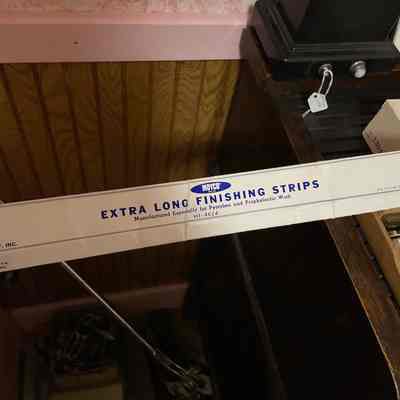 MOYCO
EXTRA LONG FINISHING STRIPS
Manufactured Especially for Porcelain and Prophylactic Work
, INC.